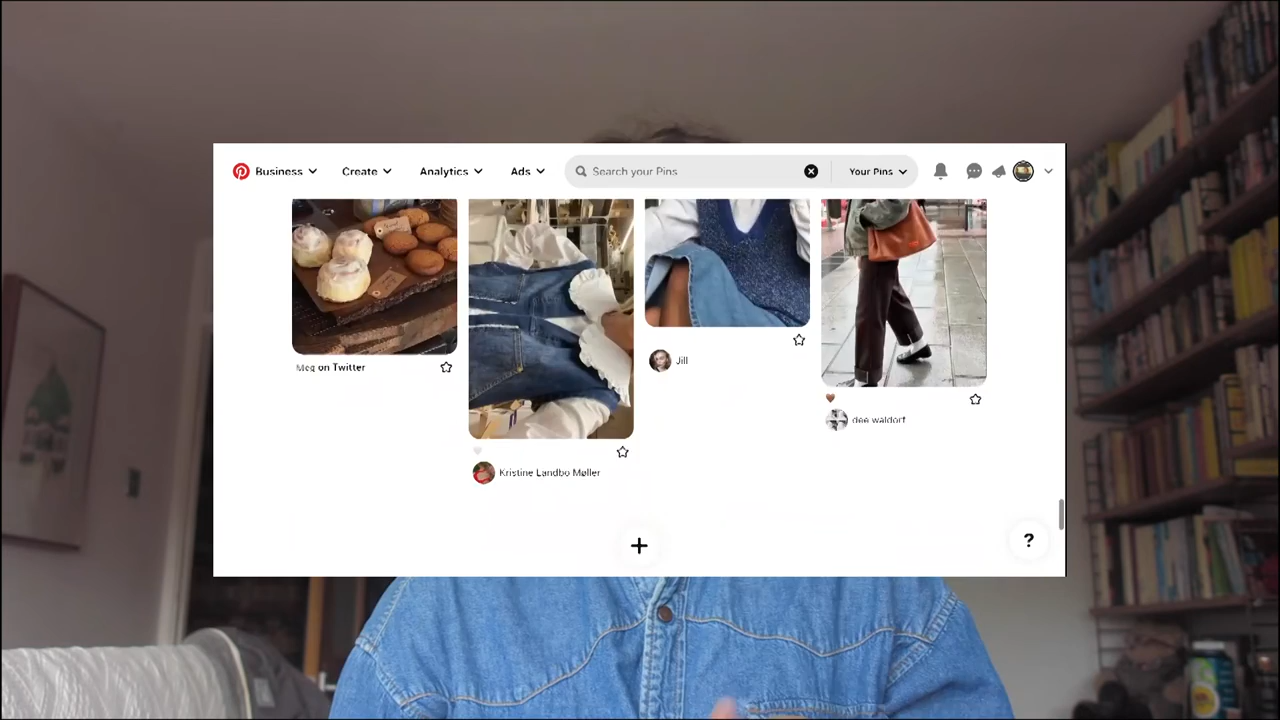 Business
Create
Analytics
Ads
Search your Pins
Your Pins
Meg on Twitter
Jill
dee waldorf
Kristine Landbo Møller
?